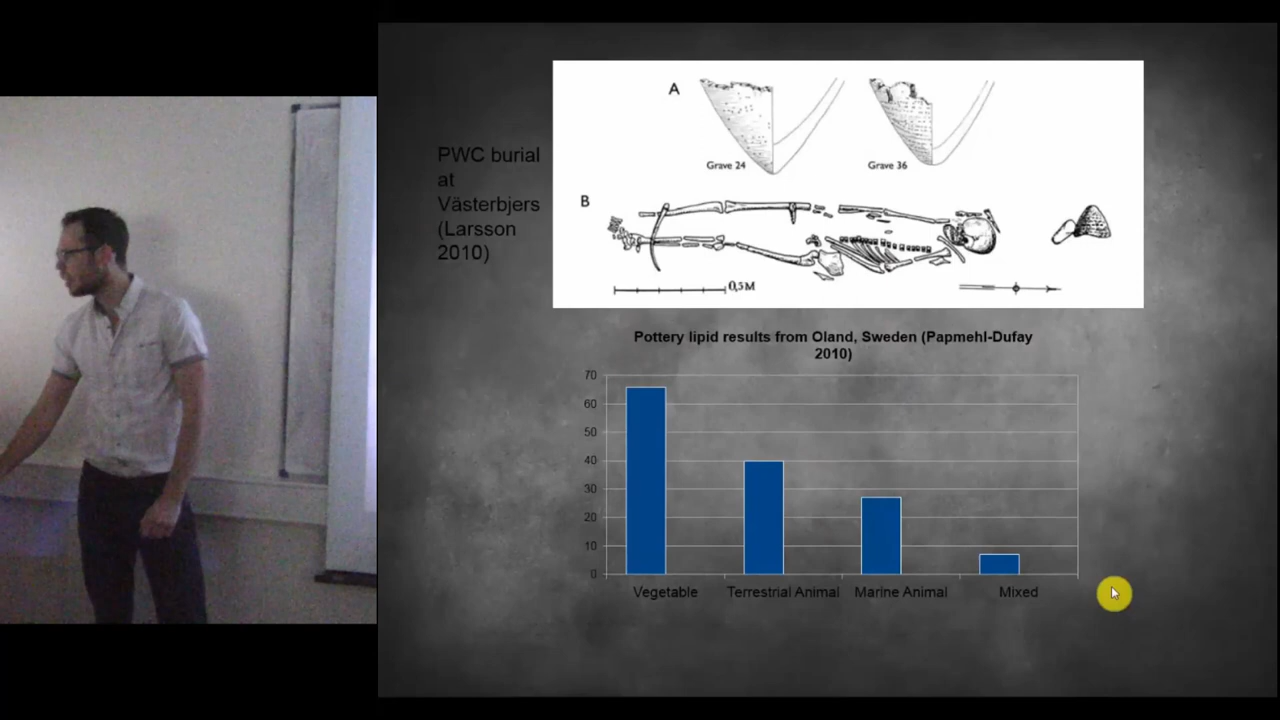 PWC burial
at
Västerbjers
(Larsson
2010)
A
Grave 24
Grave 36
B
0,5M
Pottery lipid results from Oland, Sweden (Papmehl-Dufay
2010)
70
60
50
40
30
20
10
0
Vegetable
Terrestrial Animal
Marine Animal
Mixed